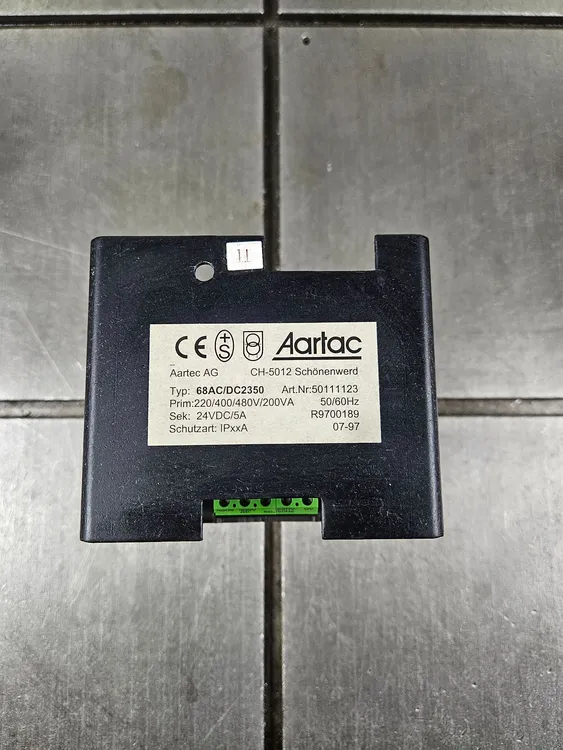 11
CE +S Aartac
Aartec AG CH-5012 Schönenwerd
Typ: 68AC/DC2350 Art.Nr:50111123
Prim:220/400/480V/200VA 50/60Hz
Sek: 24VDC/5A R9700189
Schutzart: IPxxA 07-97